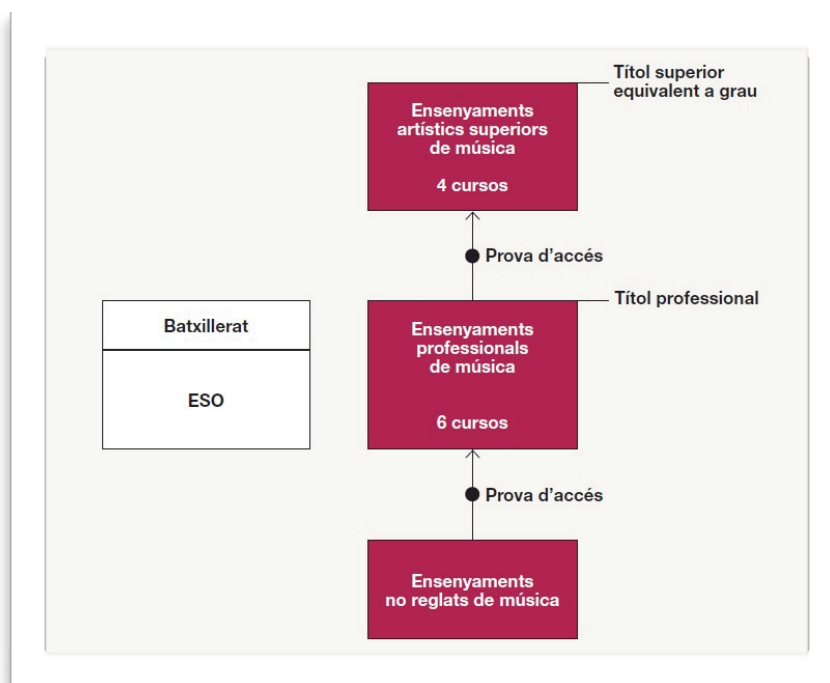 Títol superior
equivalent a grau
Ensenyaments
artístics superiors
de música
4 cursos
Prova d’accés
Títol professional
Batxillerat
ESO
Ensenyaments
professionals
de música
6 cursos
Prova d’accés
Ensenyaments
no reglats de música